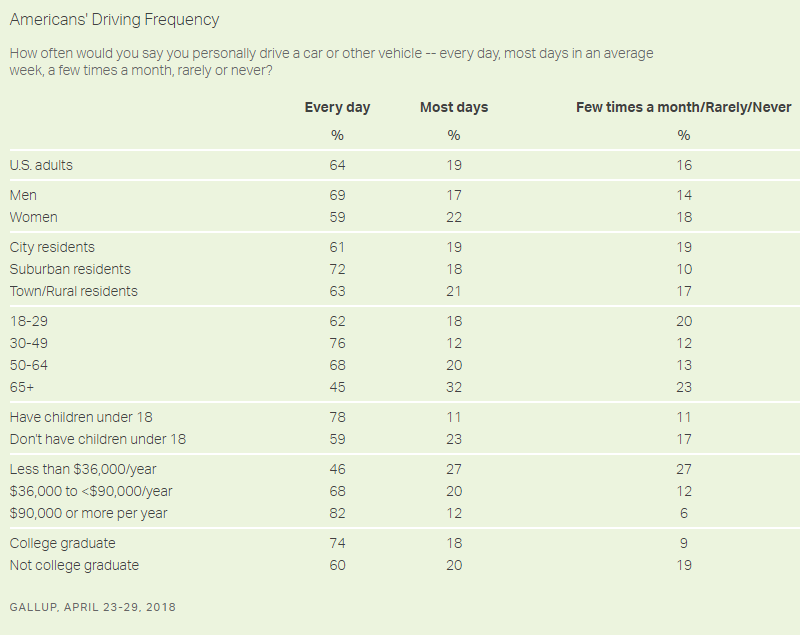 Americans' Driving Frequency
How often would you say you personally drive a car or other vehicle -- every day, most days in an average
week, a few times a month, rarely or never?
Every day Most days Few times a month/Rarely/Never
% % %
U.S. adults 64 19 16
Men 69 17 14
Women 59 22 18
City residents 61 19 19
Suburban residents 72 18 10
Town/Rural residents 63 21 17
18-29 62 18 20
30-49 76 12 12
50-64 68 20 13
65+ 45 32 23
Have children under 18 78 11 11
Don't have children under 18 59 23 17
Less than $36,000/year 46 27 27
$36,000 to <$90,000/year 68 20 12
$90,000 or more per year 82 12 6
College graduate 74 18 9
Not college graduate 60 20 19
GALLUP, APRIL 23-29, 2018